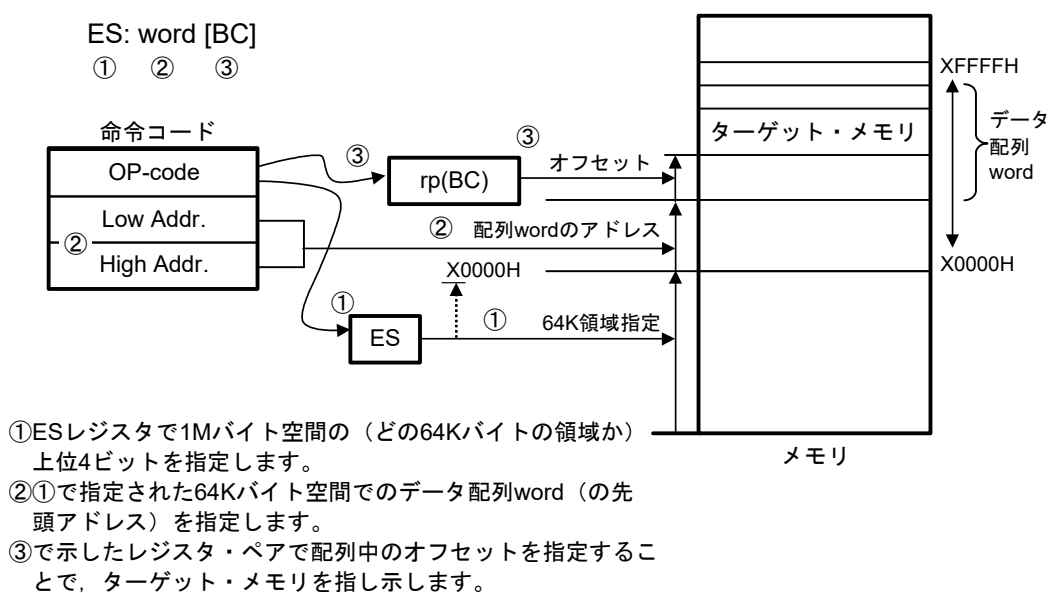 ES: word [BC]
① ② ③
命令コード
OP-code
Low Addr.
②
High Addr.
③
rp(BC)
③
オフセット
② 配列wordのアドレス
X0000H
①
ES
①
64K領域指定
ターゲット・メモリ
XFFFFH
データ
配列
word
X0000H
メモリ
①ESレジスタで1Mバイト空間の（どの64Kバイトの領域か）
上位4ビットを指定します。
②①で指定された64Kバイト空間でのデータ配列word（の先
頭アドレス）を指定します。
③で示したレジスタ・ペアで配列中のオフセットを指定するこ
とで，ターゲット・メモリを指し示します。